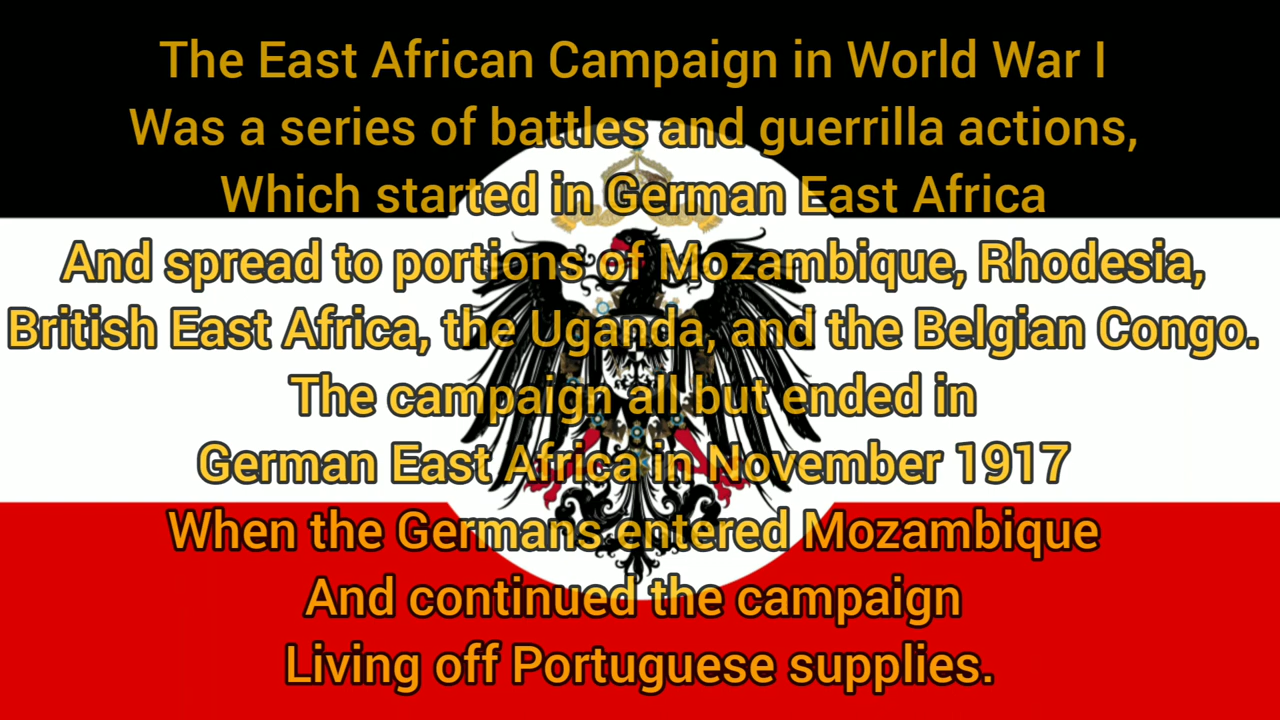 The East African Campaign in World War I
Was a series of battles and guerrilla actions,
Which started in German East Africa
And spread to portions of Mozambique, Rhodesia,
British East Africa, the Uganda, and the Belgian Congo.
The campaign all but ended in
German East Africa in November 1917
When the Germans entered Mozambique
And continued the campaign
Living off Portuguese supplies.